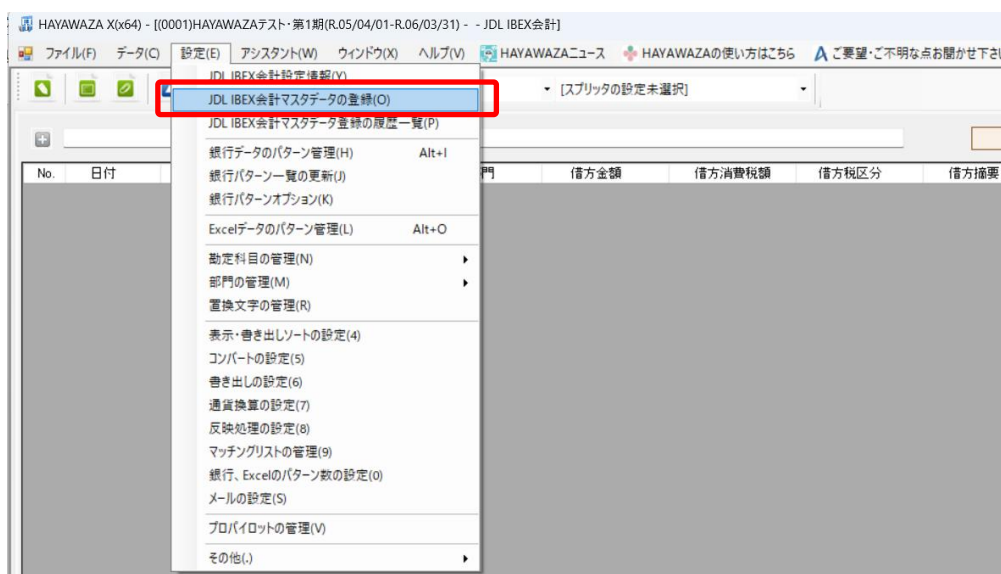 HAYAWAZA X(x64) - [(0001)HAYAWAZAテスト・第1期(R.05/04/01-R.06/03/31) - - JDL IBEX会計]
ファイル(F) データ(C) 設定(E) アシスタント(W) ウィンドウ(X) ヘルプ(V) HAYAWAZAニュース HAYAWAZAの使い方はこちら ご要望・ご不明な点お聞かせ下さい
JDL IBEX会計設定情報(Y)
JDL IBEX会計マスタデータの登録(O) [スプリッタの設定未選択]
JDL IBEX会計マスタデータ登録の履歴一覧(P)
銀行データのパターン管理(H) Alt+I
No. 日付 門 借方金額 借方消費税額 借方税区分 借方摘要
銀行パターン一覧の更新(J)
銀行パターンオプション(K)
Excelデータのパターン管理(L) Alt+O
勘定科目の管理(N)
部門の管理(M)
置換文字の管理(R)
表示・書き出しソートの設定(4)
コンバートの設定(5)
書き出しの設定(6)
通貨換算の設定(7)
反映処理の設定(8)
マッチングリストの管理(9)
銀行、Excelのパターン数の設定(0)
メールの設定(S)
プロパイロットの管理(V)
その他(.)